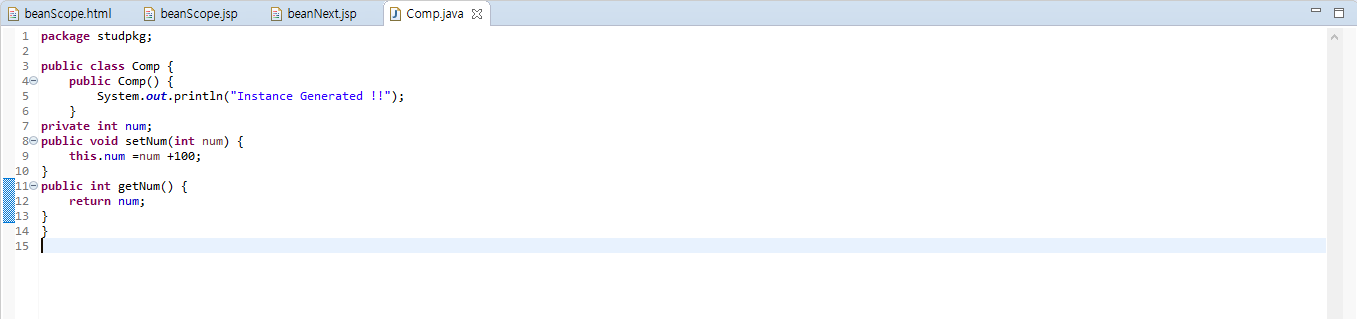 beanScope.html beanScope.jsp beanNext.jsp Comp.java
1 package studpkg;
2
3 public class Comp {
4 public Comp() {
5 System.out.println("Instance Generated !!");
6 }
7 private int num;
8 public void setNum(int num) {
9 this.num =num +100;
10 }
11 public int getNum() {
12 return num;
13 }
14 }
15